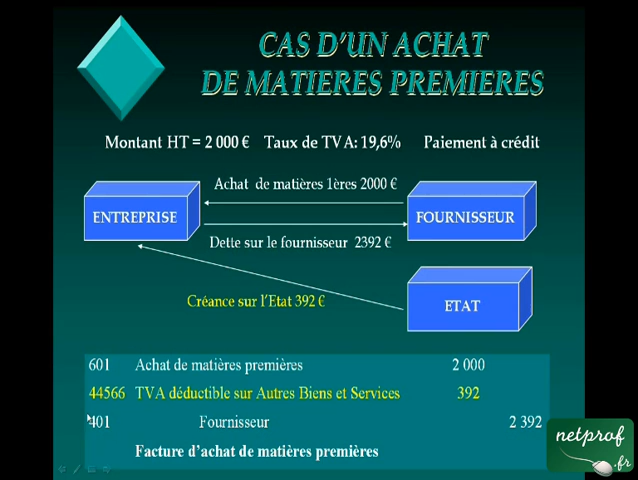 CAS D'UN ACHAT
DE MATIERES PREMIERES
Montant HT = 2 000 € Taux de TVA: 19,6% Paiement à crédit
Achat de matières 1ères 2000 €
ENTREPRISE
FOURNISSEUR
Dette sur le fournisseur 2392 €
Créance sur l'Etat 392 €
ETAT
601 Achat de matières premières 2 000
44566 TVA déductible sur Autres Biens et Services 392
401 Fournisseur 2 392
Facture d'achat de matières premières
netprof
.fr